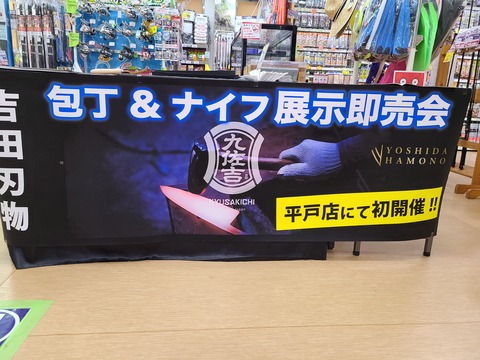 包丁 & ナイフ 展示即売会
吉田刃物
九佐吉
KYUSAKICHI
YOSHIDA
HAMONO
平戸店にて初開催!!